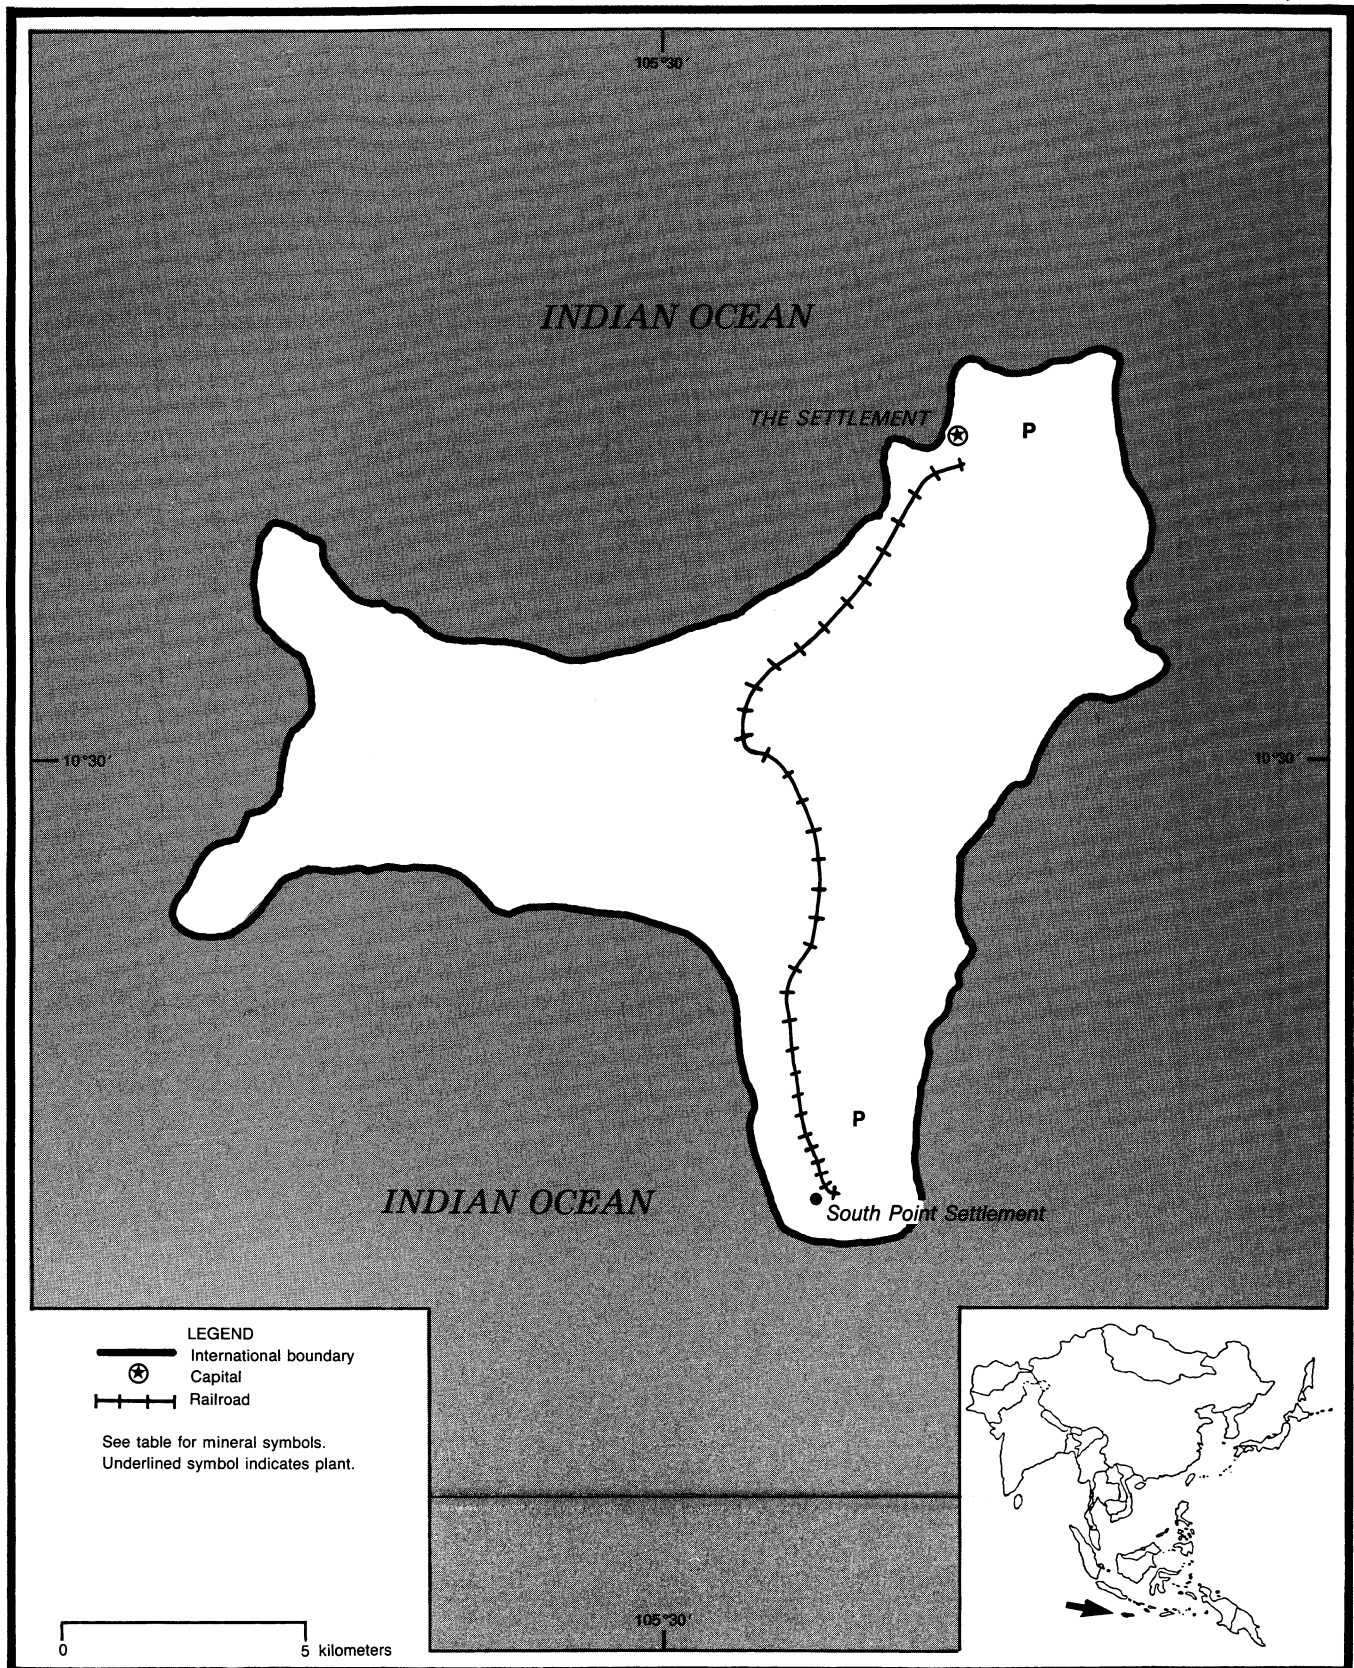 105°30′
INDIAN OCEAN
THE SETTLEMENT
P
10°30′
10°30′
P
INDIAN OCEAN
South Point Settlement
LEGEND
International boundary
Capital
Railroad
See table for mineral symbols.
Underlined symbol indicates plant.
105°30′
0
5 kilometers